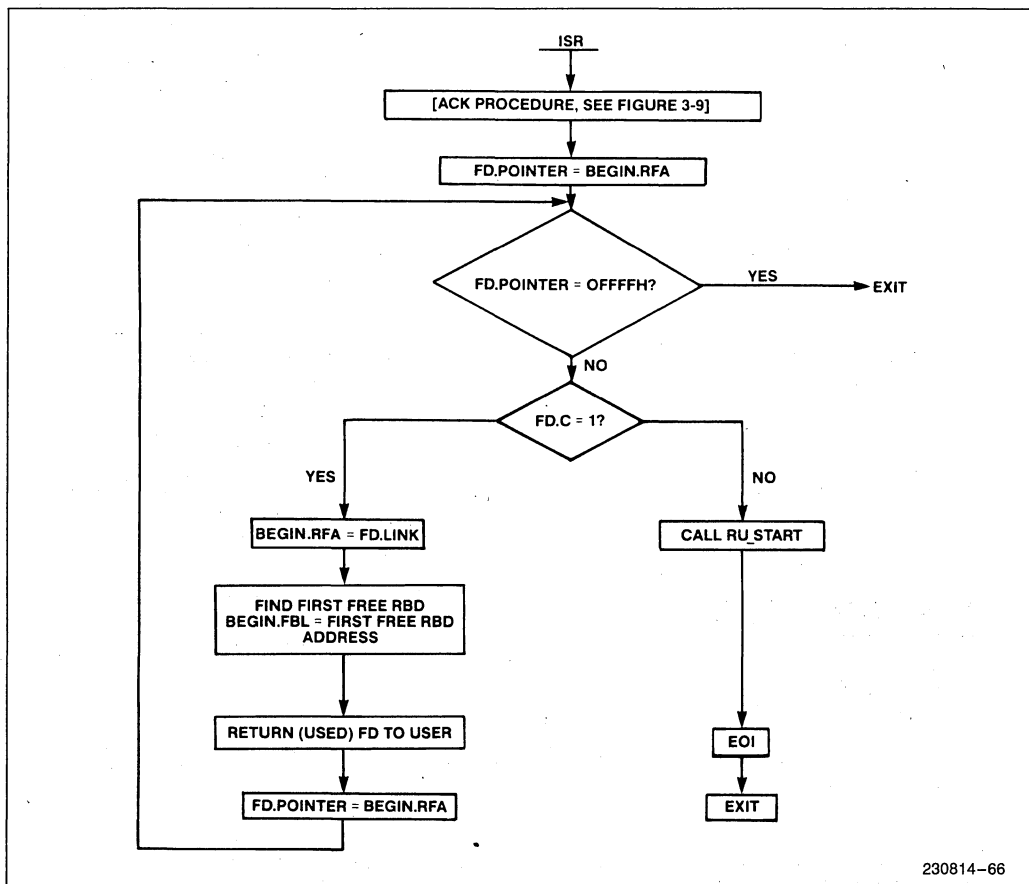 ISR
[ACK PROCEDURE, SEE FIGURE 3-9]
FD.POINTER = BEGIN.RFA
FD.POINTER = OFFFFH?
YES
EXIT
NO
FD.C = 1?
YES
NO
BEGIN.RFA = FD.LINK
CALL RU_START
FIND FIRST FREE RBD
BEGIN.FBL = FIRST FREE RBD
ADDRESS
RETURN (USED) FD TO USER
EOI
FD.POINTER = BEGIN.RFA
EXIT
230814–66